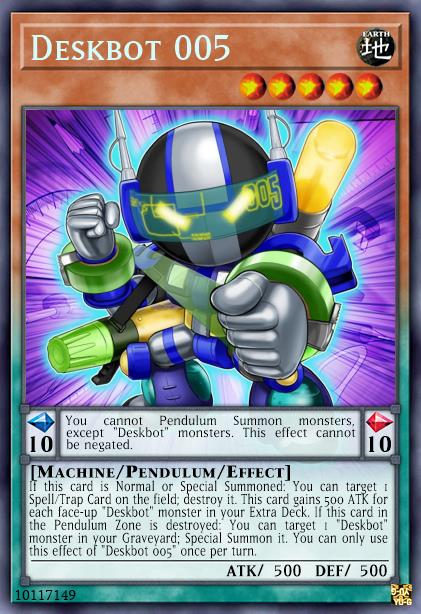 DESKBOT 005
EARTH
地
005
You cannot Pendulum Summon monsters,
except "Deskbot" monsters. This effect cannot
be negated.
10
10
[MACHINE/PENDULUM/EFFECT]
If this card is Normal or Special Summoned: You can target 1
Spell/Trap Card on the field; destroy it. This card gains 500 ATK for
each face-up "Deskbot" monster in your Extra Deck. If this card in
the Pendulum Zone is destroyed: You can target 1 "Deskbot"
monster in your Graveyard; Special Summon it. You can only use
this effect of "Deskbot 005" once per turn.
ATK/ 500 DEF/ 500
10117149